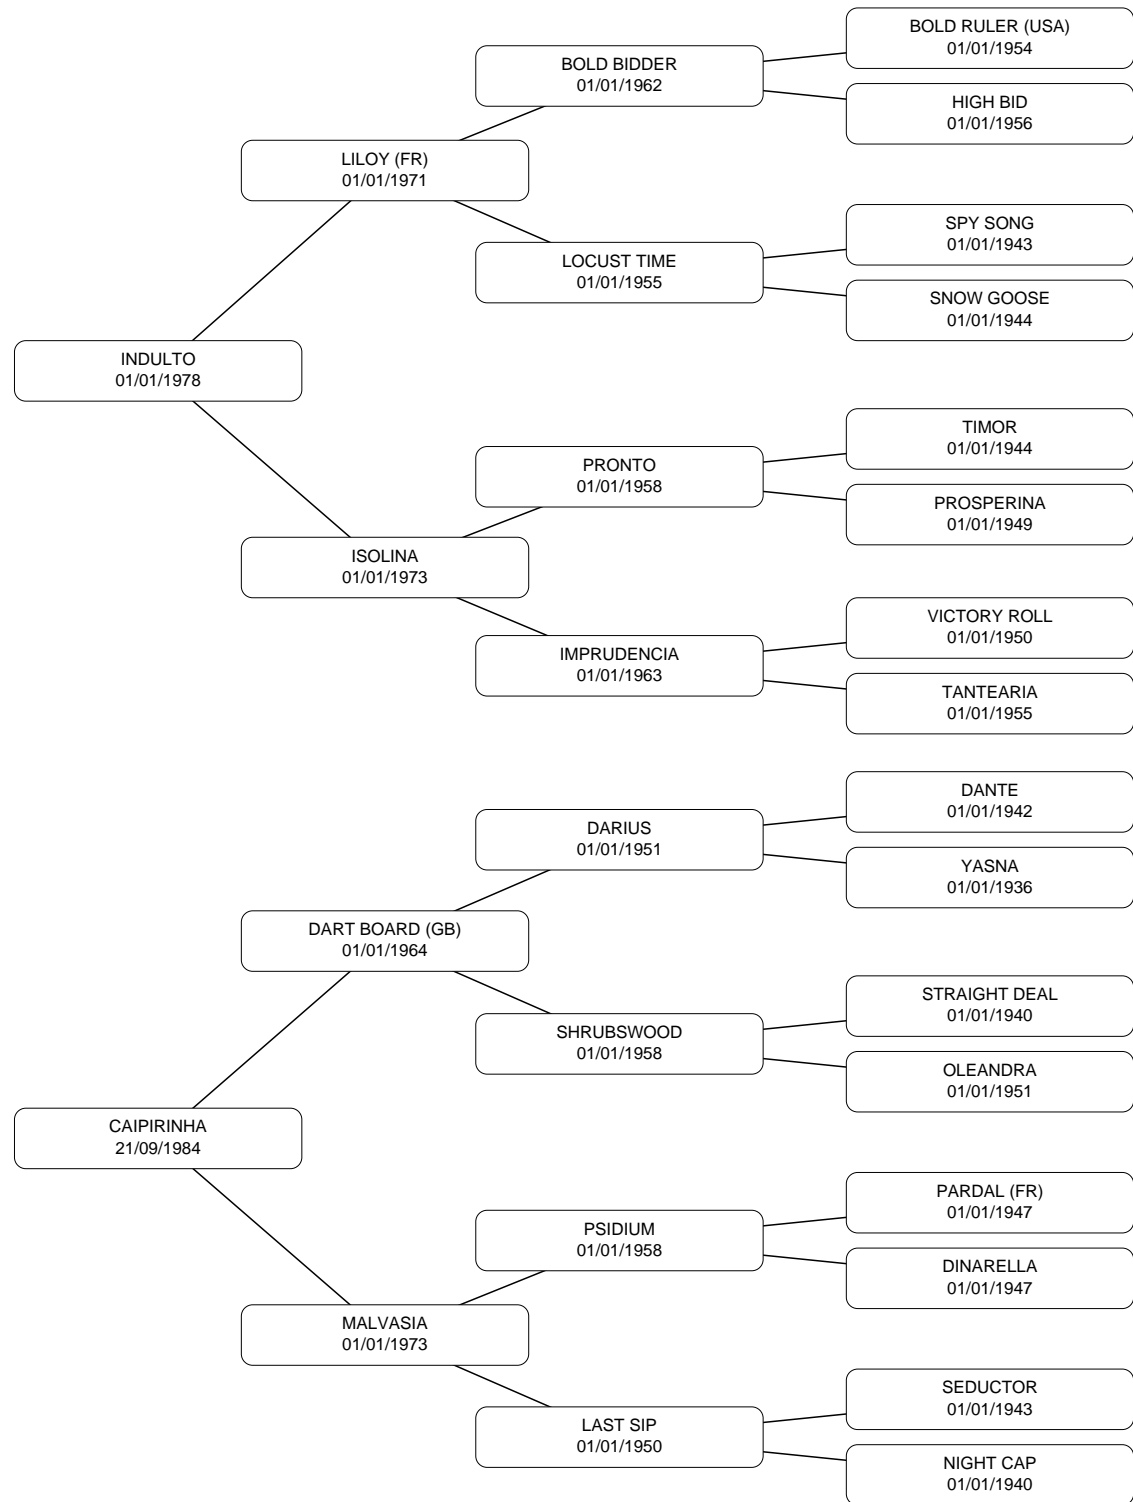 BOLD RULER (USA)
01/01/1954
BOLD BIDDER
01/01/1962
HIGH BID
01/01/1956
LILOY (FR)
01/01/1971
SPY SONG
01/01/1943
LOCUST TIME
01/01/1955
SNOW GOOSE
01/01/1944
INDULTO
01/01/1978
TIMOR
01/01/1944
PRONTO
01/01/1958
PROSPERINA
01/01/1949
ISOLINA
01/01/1973
VICTORY ROLL
01/01/1950
IMPRUDENCIA
01/01/1963
TANTEARIA
01/01/1955
DANTE
01/01/1942
DARIUS
01/01/1951
YASNA
01/01/1936
DART BOARD (GB)
01/01/1964
STRAIGHT DEAL
01/01/1940
SHRUBSWOOD
01/01/1958
OLEANDRA
01/01/1951
CAIPIRINHA
21/09/1984
PARDAL (FR)
01/01/1947
PSIDIUM
01/01/1958
DINARELLA
01/01/1947
MALVASIA
01/01/1973
SEDUCTOR
01/01/1943
LAST SIP
01/01/1950
NIGHT CAP
01/01/1940